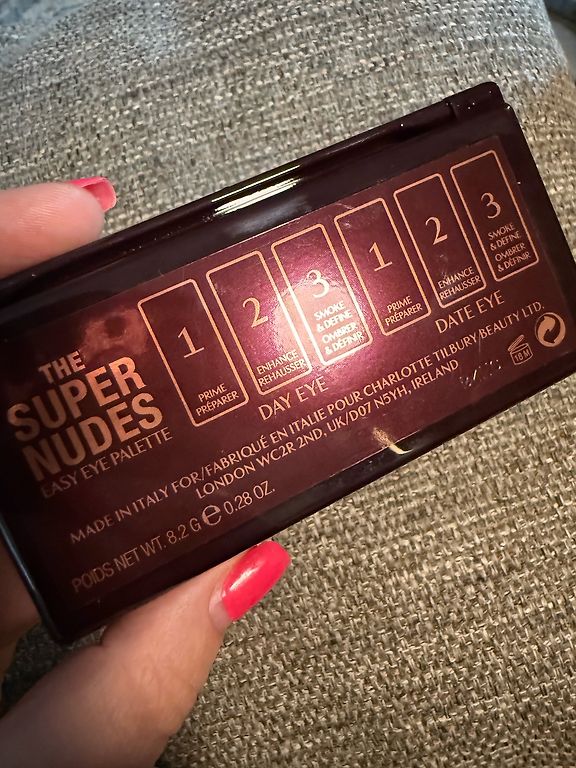 THE
SUPER
NUDES
EASY EYE PALETTE
1
PRIME
PRÉPARER
2
ENHANCE
REHAUSSER
3
SMOKE
& DEFINE
OMBRER
& DÉFINIR
DAY EYE
1
PRIME
PRÉPARER
2
ENHANCE
REHAUSSER
3
SMOKE
& DEFINE
OMBRER
& DÉFINIR
DATE EYE
MADE IN ITALY FOR/FABRIQUÉ EN ITALIE POUR CHARLOTTE TILBURY BEAUTY LTD.
LONDON WC2R 2ND, UK/D07 N5YH, IRELAND
POIDS NET WT. 8.2 G e 0.28 OZ.
18 M